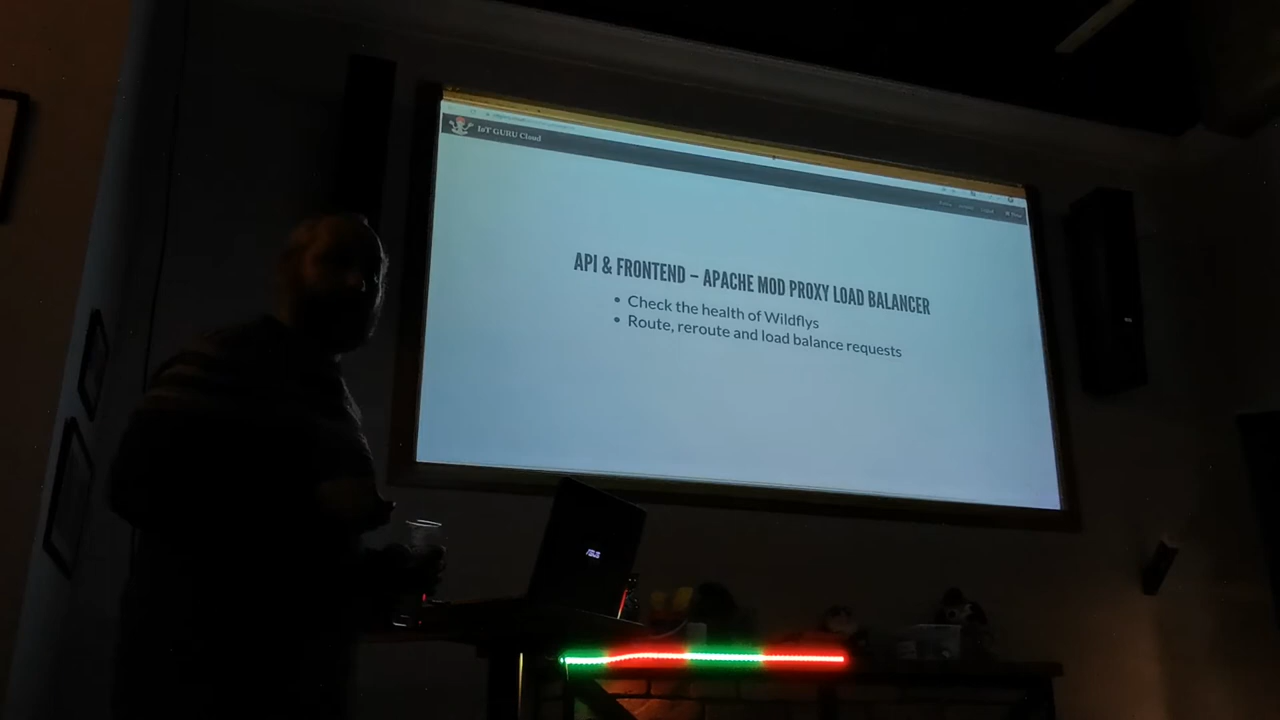 IoT GURU Cloud
API & FRONTEND – APACHE MOD PROXY LOAD BALANCER
• Check the health of Wildflys
• Route, reroute and load balance requests
ASUS